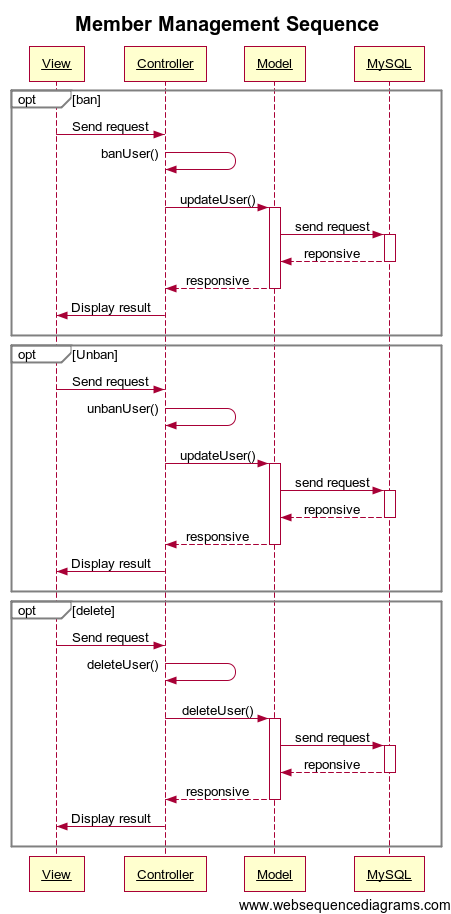 Member Management Sequence
View Controller Model MySQL
opt [ban]
Send request
banUser()
updateUser()
send request
reponsive
responsive
Display result
opt [Unban]
Send request
unbanUser()
updateUser()
send request
reponsive
responsive
Display result
opt [delete]
Send request
deleteUser()
deleteUser()
send request
reponsive
responsive
Display result
View Controller Model MySQL
www.websequencediagrams.com